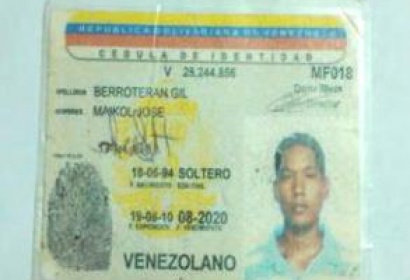 REPUBLICA BOLIVARIANA DE VENEZUELA
CEDULA DE IDENTIDAD
V 28.244.856 MF018
APELLIDOS BERROTERAN GIL
NOMBRES MAIKOL JOSE
Director
18-06-94 SOLTERO
F. NACIMIENTO EDO CIVIL
19-08-10 08-2020
F. EXPEDICION F. VENCIMIENTO
VENEZOLANO